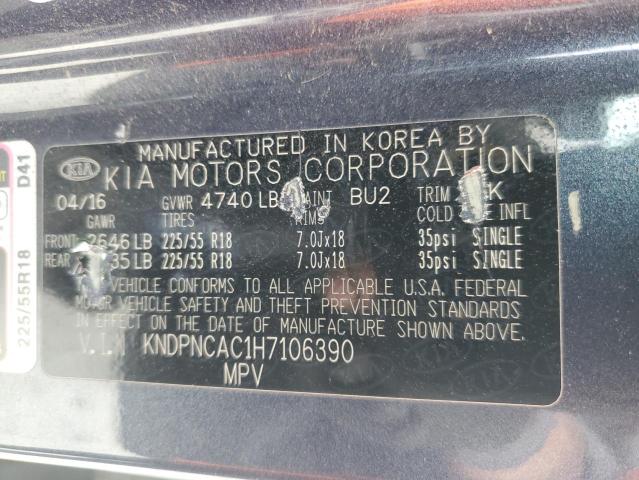 MANUFACTURED IN KOREA BY
KIA KIA MOTORS CORPORATION
04/16 GVWR 4740 LB BU2 TRIM
GAWR TIRES COLD INFL
FRONT 2646 LB 225/55 R18 7.0Jx18 35psi SINGLE
REAR 225/55 R18 7.0Jx18 35psi SINGLE
VEHICLE CONFORMS TO ALL APPLICABLE U.S.A. FEDERAL
MOTOR VEHICLE SAFETY AND THEFT PREVENTION STANDARDS
IN EFFECT ON THE DATE OF MANUFACTURE SHOWN ABOVE.
V.I.N KNDPNCAC1H7106390
MPV
D41
225/55R18